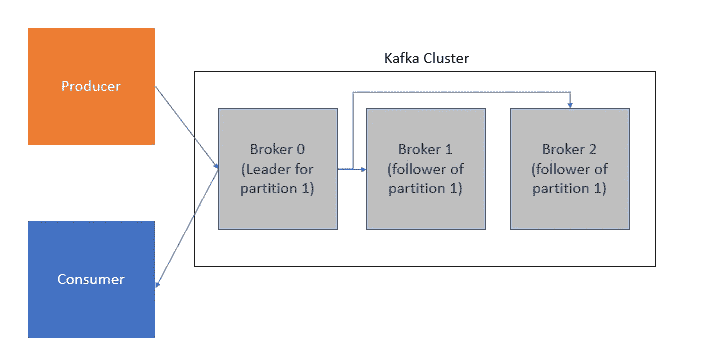 Kafka Cluster
Producer
Broker 0
(Leader for
partition 1)
Broker 1
(follower of
partition 1)
Broker 2
(follower of
partition 1)
Consumer